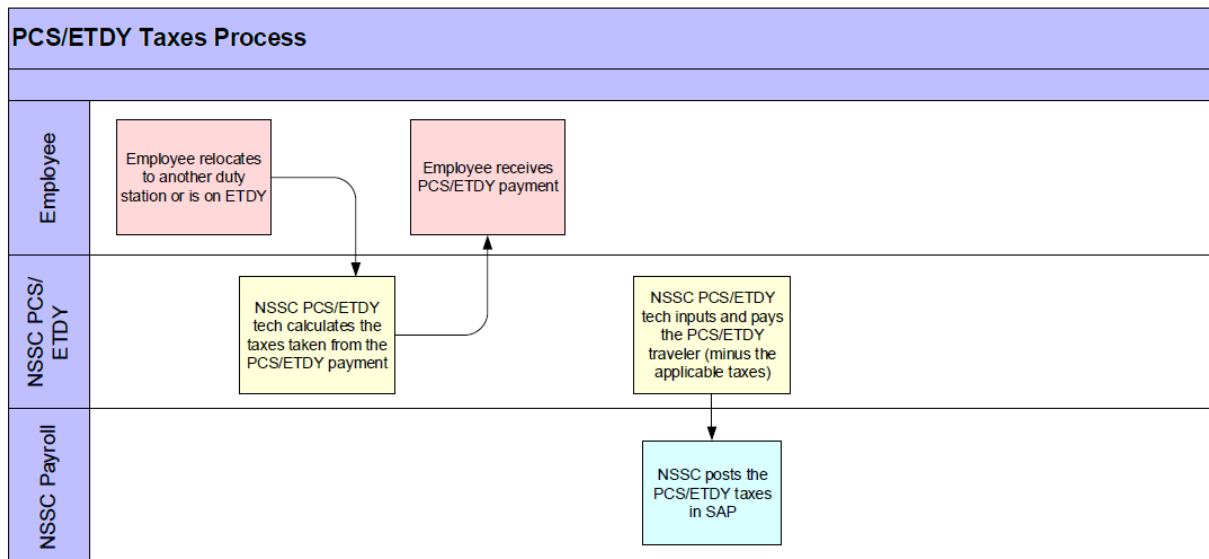 PCS/ETDY Taxes Process
Employee
Employee relocates
to another duty
station or is on ETDY
Employee receives
PCS/ETDY payment
NSSC PCS/
ETDY
NSSC PCS/ETDY
tech calculates the
taxes taken from the
PCS/ETDY payment
NSSC PCS/ETDY
tech inputs and pays
the PCS/ETDY
traveler (minus the
applicable taxes)
NSSC Payroll
NSSC posts the
PCS/ETDY taxes
in SAP